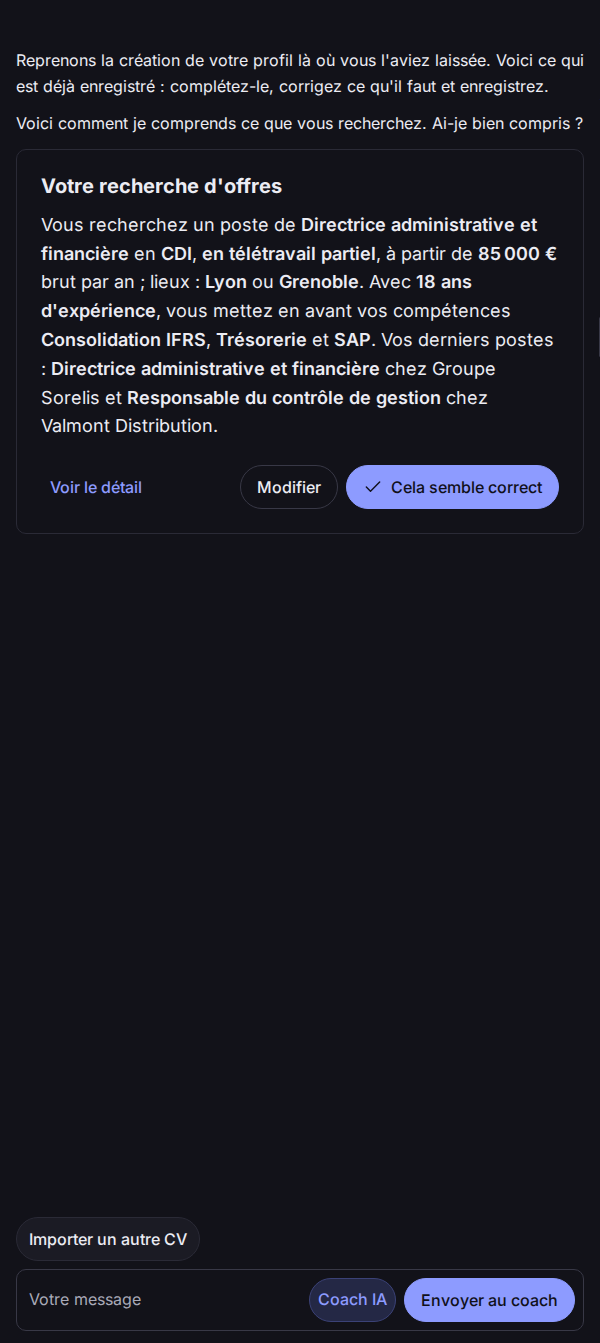 Reprenons la création de votre profil là où vous l'aviez laissée. Voici ce qui
est déjà enregistré : complétez-le, corrigez ce qu'il faut et enregistrez.
Voici comment je comprends ce que vous recherchez. Ai-je bien compris ?
Votre recherche d'offres
Vous recherchez un poste de Directrice administrative et
financière en CDI, en télétravail partiel, à partir de 85 000 €
brut par an ; lieux : Lyon ou Grenoble. Avec 18 ans
d'expérience, vous mettez en avant vos compétences
Consolidation IFRS, Trésorerie et SAP. Vos derniers postes
: Directrice administrative et financière chez Groupe
Sorelis et Responsable du contrôle de gestion chez
Valmont Distribution.
Voir le détail
Modifier
Cela semble correct
Importer un autre CV
Votre message
Coach IA
Envoyer au coach